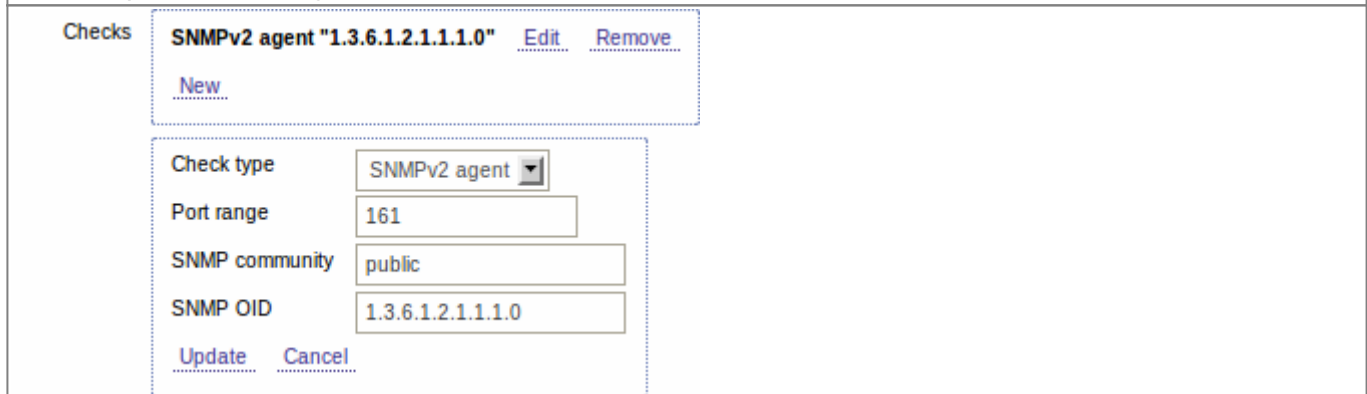 Checks SNMPv2 agent "1.3.6.1.2.1.1.1.0" Edit Remove
New
Check type SNMPv2 agent
Port range 161
SNMP community public
SNMP OID 1.3.6.1.2.1.1.1.0
Update Cancel